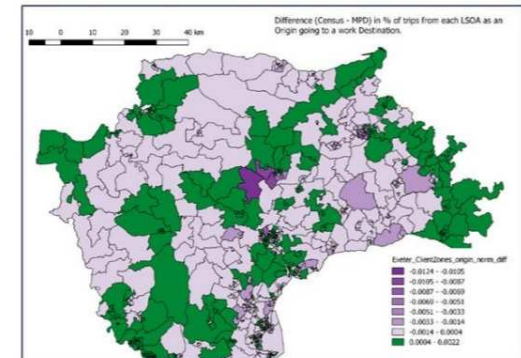 Difference (Census - MPD) in % of trips from each LSOA as an
Origin going to a work Destination.
10 0 10 20 30 40 km
Exeter_ClientZones_origin_norm_diff
-0.0124 - -0.0105
-0.0105 - -0.0087
-0.0087 - -0.0069
-0.0069 - -0.0051
-0.0051 - -0.0033
-0.0033 - -0.0014
-0.0014 - 0.0004
0.0004 - 0.0022